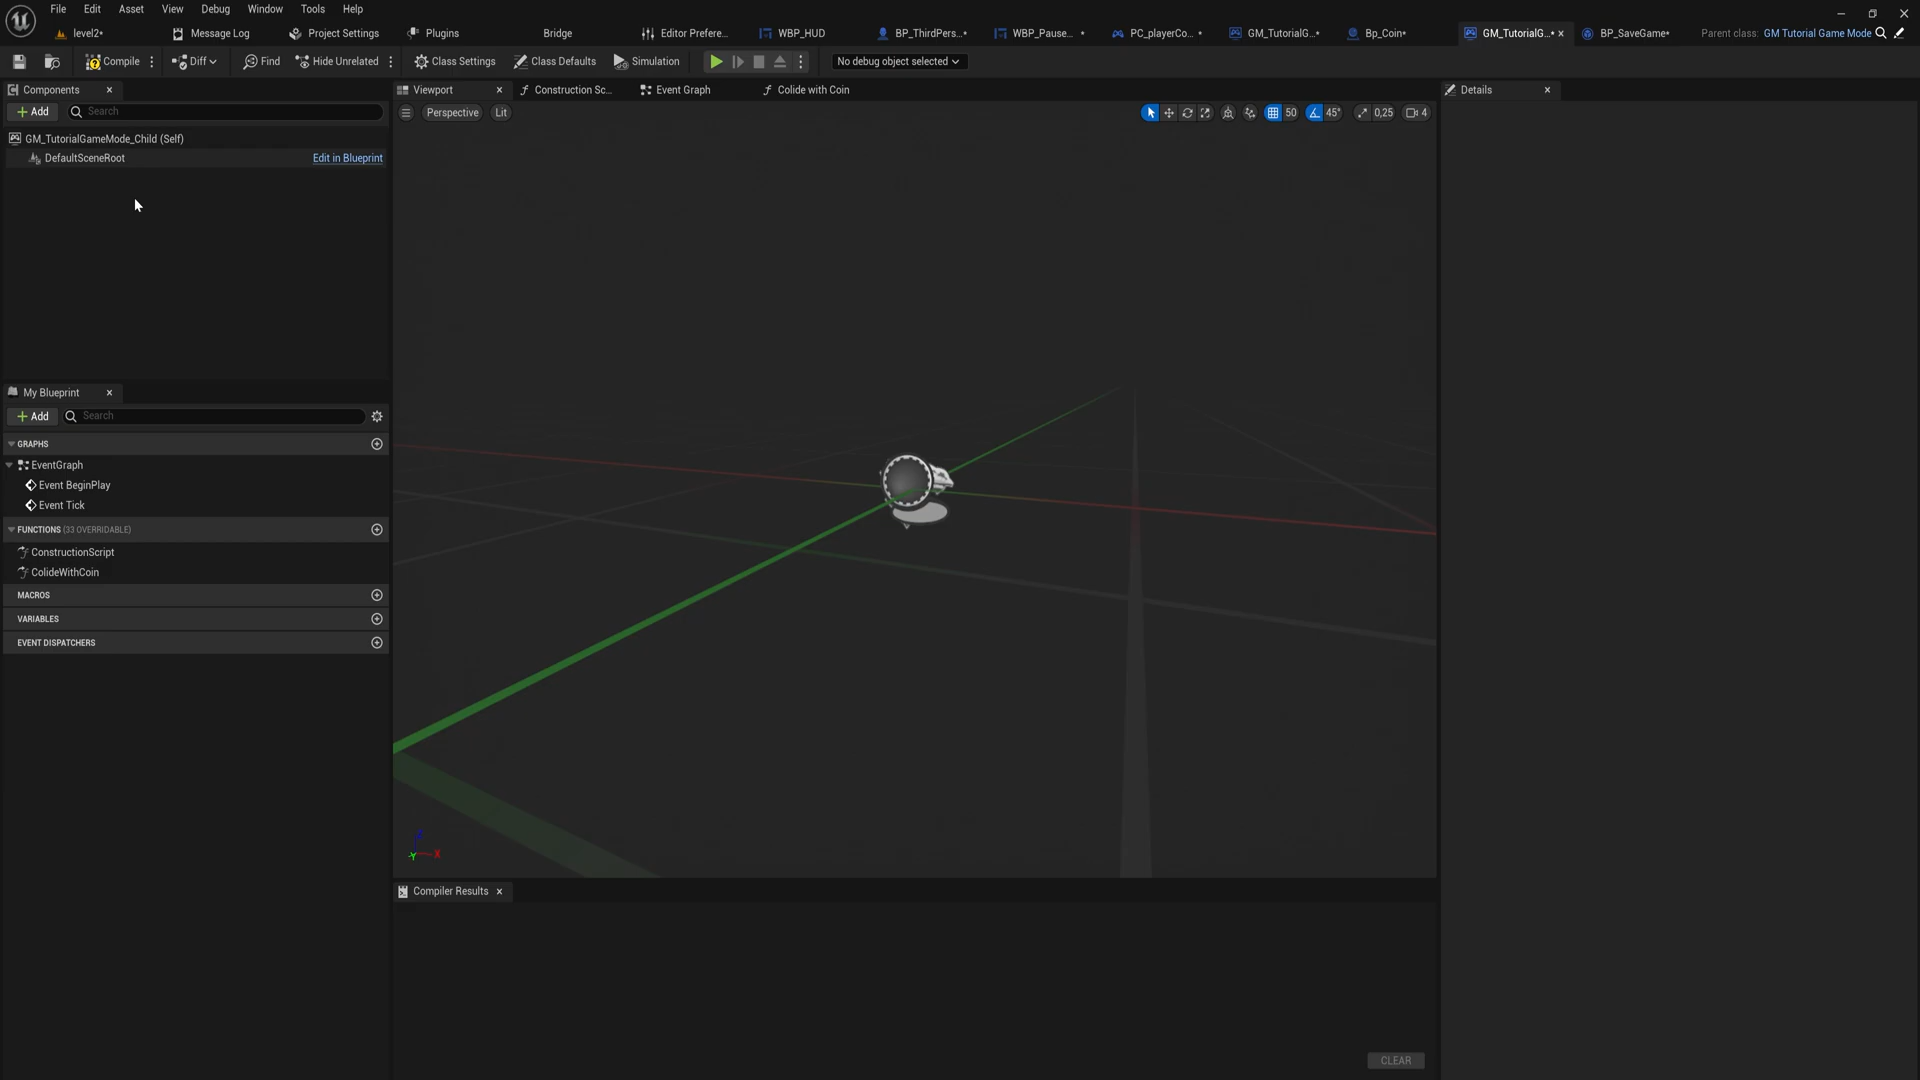 File Edit Asset View Debug Window Tools Help
level2* Message Log Project Settings Plugins Bridge Editor Prefere... WBP_HUD BP_ThirdPers...* WBP_Pause... * PC_playerCo... * GM_TutorialG...* Bp_Coin* GM_TutorialG...* BP_SaveGame* Parent class: GM Tutorial Game Mode
Compile Diff Find Hide Unrelated Class Settings Class Defaults Simulation No debug object selected
Components
Add Search
GM_TutorialGameMode_Child (Self)
DefaultSceneRoot Edit in Blueprint
My Blueprint
Add Search
GRAPHS
EventGraph
Event BeginPlay
Event Tick
FUNCTIONS (33 OVERRIDABLE)
ConstructionScript
ColideWithCoin
MACROS
VARIABLES
EVENT DISPATCHERS
Viewport Construction Sc... Event Graph Colide with Coin
Perspective Lit 50 45° 0,25 4
Z
Y X
Compiler Results
CLEAR
Details